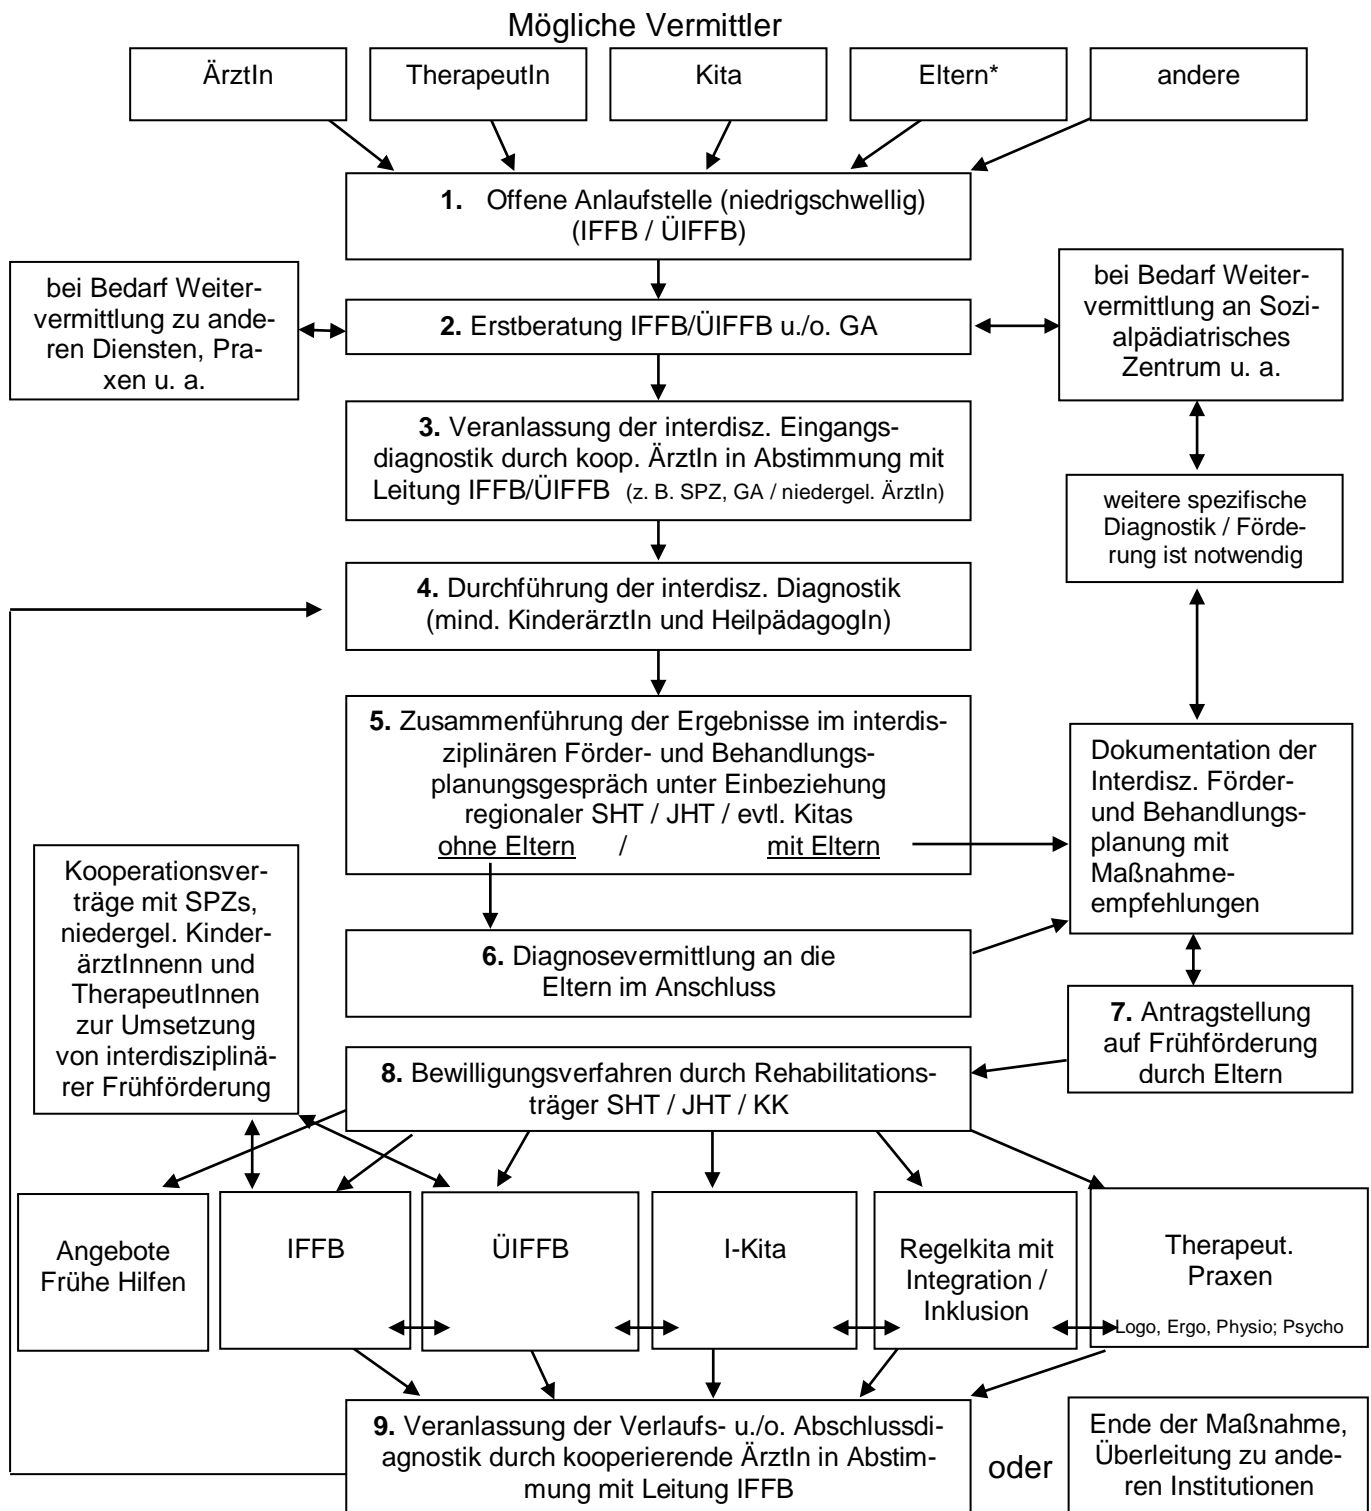 Mögliche Vermittler
ÄrztIn
TherapeutIn
Kita
Eltern*
andere
1. Offene Anlaufstelle (niedrigschwellig)
(IFFB / ÜIFFB)
bei Bedarf Weiter-
vermittlung zu ande-
ren Diensten, Pra-
xen u. a.
2. Erstberatung IFFB/ÜIFFB u./o. GA
bei Bedarf Weiter-
vermittlung an Sozi-
alpädiatrisches
Zentrum u. a.
3. Veranlassung der interdisz. Eingangs-
diagnostik durch koop. ÄrztIn in Abstimmung mit
Leitung IFFB/ÜIFFB (z. B. SPZ, GA / niedergel. ÄrztIn)
weitere spezifische
Diagnostik / Förde-
rung ist notwendig
4. Durchführung der interdisz. Diagnostik
(mind. KinderärztIn und HeilpädagogIn)
5. Zusammenführung der Ergebnisse im interdis-
ziplinären Förder- und Behandlungs-
planungsgespräch unter Einbeziehung
regionaler SHT / JHT / evtl. Kitas
ohne Eltern / mit Eltern
Dokumentation der
Interdisz. Förder-
und Behandlungs-
planung mit
Maßnahme-
empfehlungen
Kooperationsver-
träge mit SPZs,
niedergel. Kinder-
ärztInnenn und
TherapeutInnen
zur Umsetzung
von interdisziplinä-
rer Frühförderung
6. Diagnosevermittlung an die
Eltern im Anschluss
7. Antragstellung
auf Frühförderung
durch Eltern
8. Bewilligungsverfahren durch Rehabilitations-
träger SHT / JHT / KK
Angebote
Frühe Hilfen
IFFB
ÜIFFB
I-Kita
Regelkita mit
Integration /
Inklusion
Therapeut.
Praxen
Logo, Ergo, Physio; Psycho
9. Veranlassung der Verlaufs- u./o. Abschlussdi-
agnostik durch kooperierende ÄrztIn in Abstim-
mung mit Leitung IFFB
oder
Ende der Maßnahme,
Überleitung zu ande-
ren Institutionen